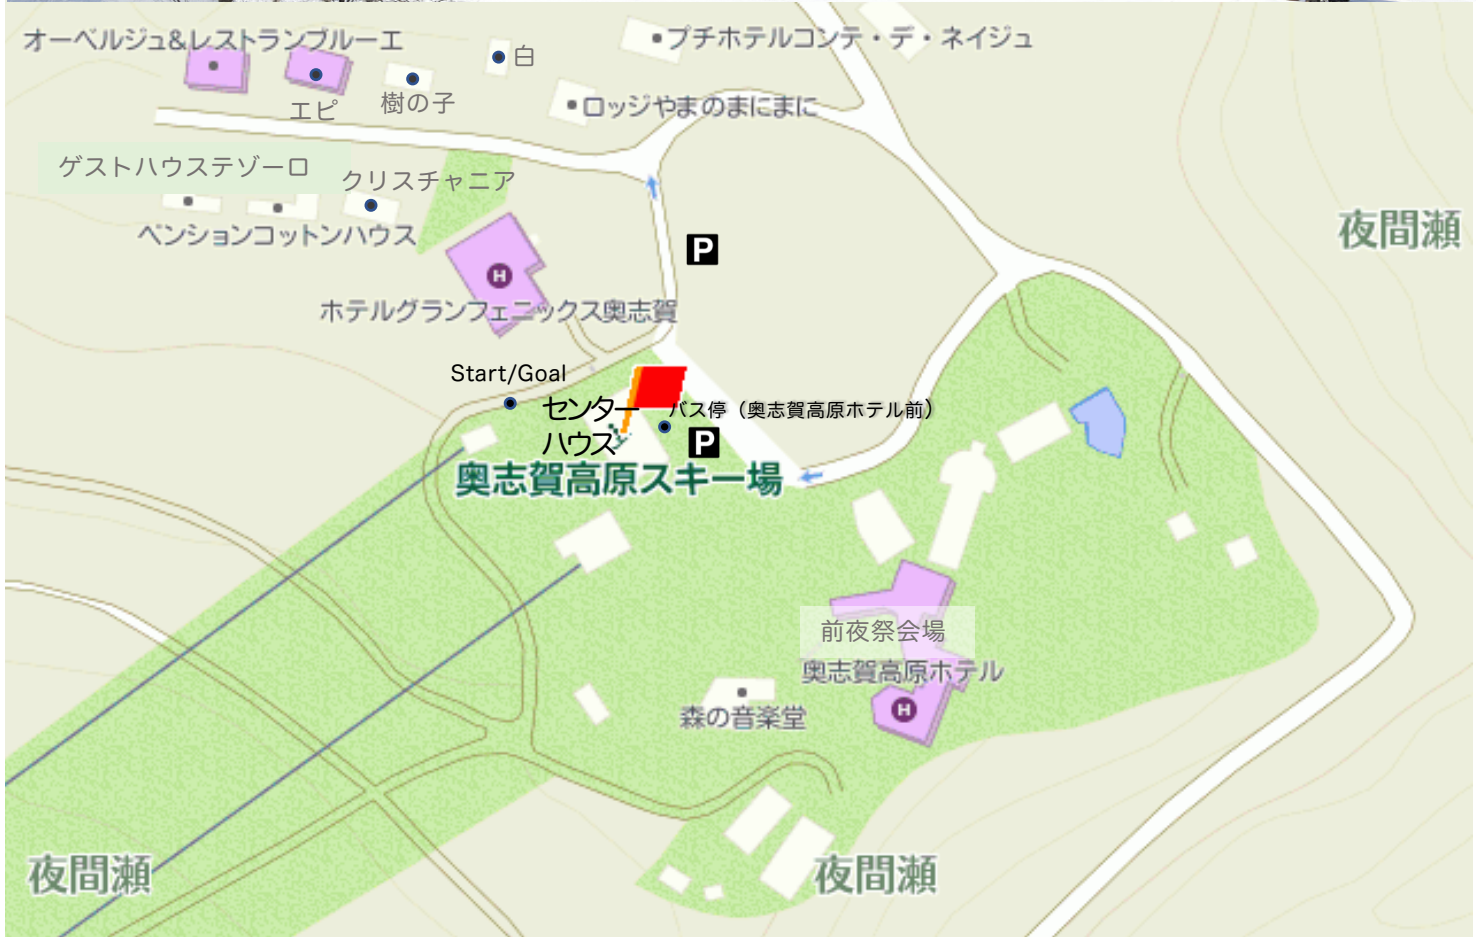 オーベルジュ&レストランブルーエ
プチホテルコンテ・デ・ネイジュ
白
エピ
樹の子
ロッジやまのまにまに
ゲストハウステゾーロ
クリスチャニア
ペンションコットンハウス
夜間瀬
P
H
ホテルグランフェニックス奥志賀
Start/Goal
センター
ハウス
バス停（奥志賀高原ホテル前）
P
奥志賀高原スキー場
前夜祭会場
奥志賀高原ホテル
H
森の音楽堂
夜間瀬
夜間瀬